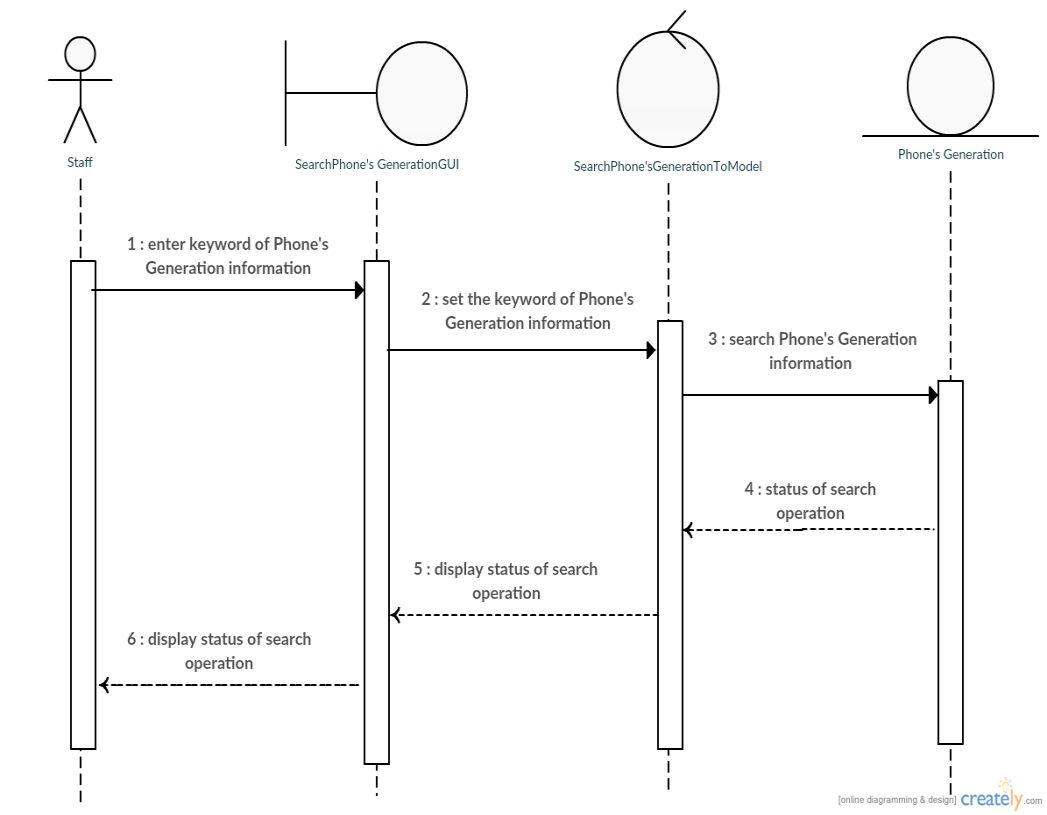 Staff
SearchPhone's GenerationGUI
SearchPhone'sGenerationToModel
Phone's Generation
1 : enter keyword of Phone's
Generation information
2 : set the keyword of Phone's
Generation information
3 : search Phone's Generation
information
4 : status of search
operation
5 : display status of search
operation
6 : display status of search
operation
[online diagramming & design] creately.com